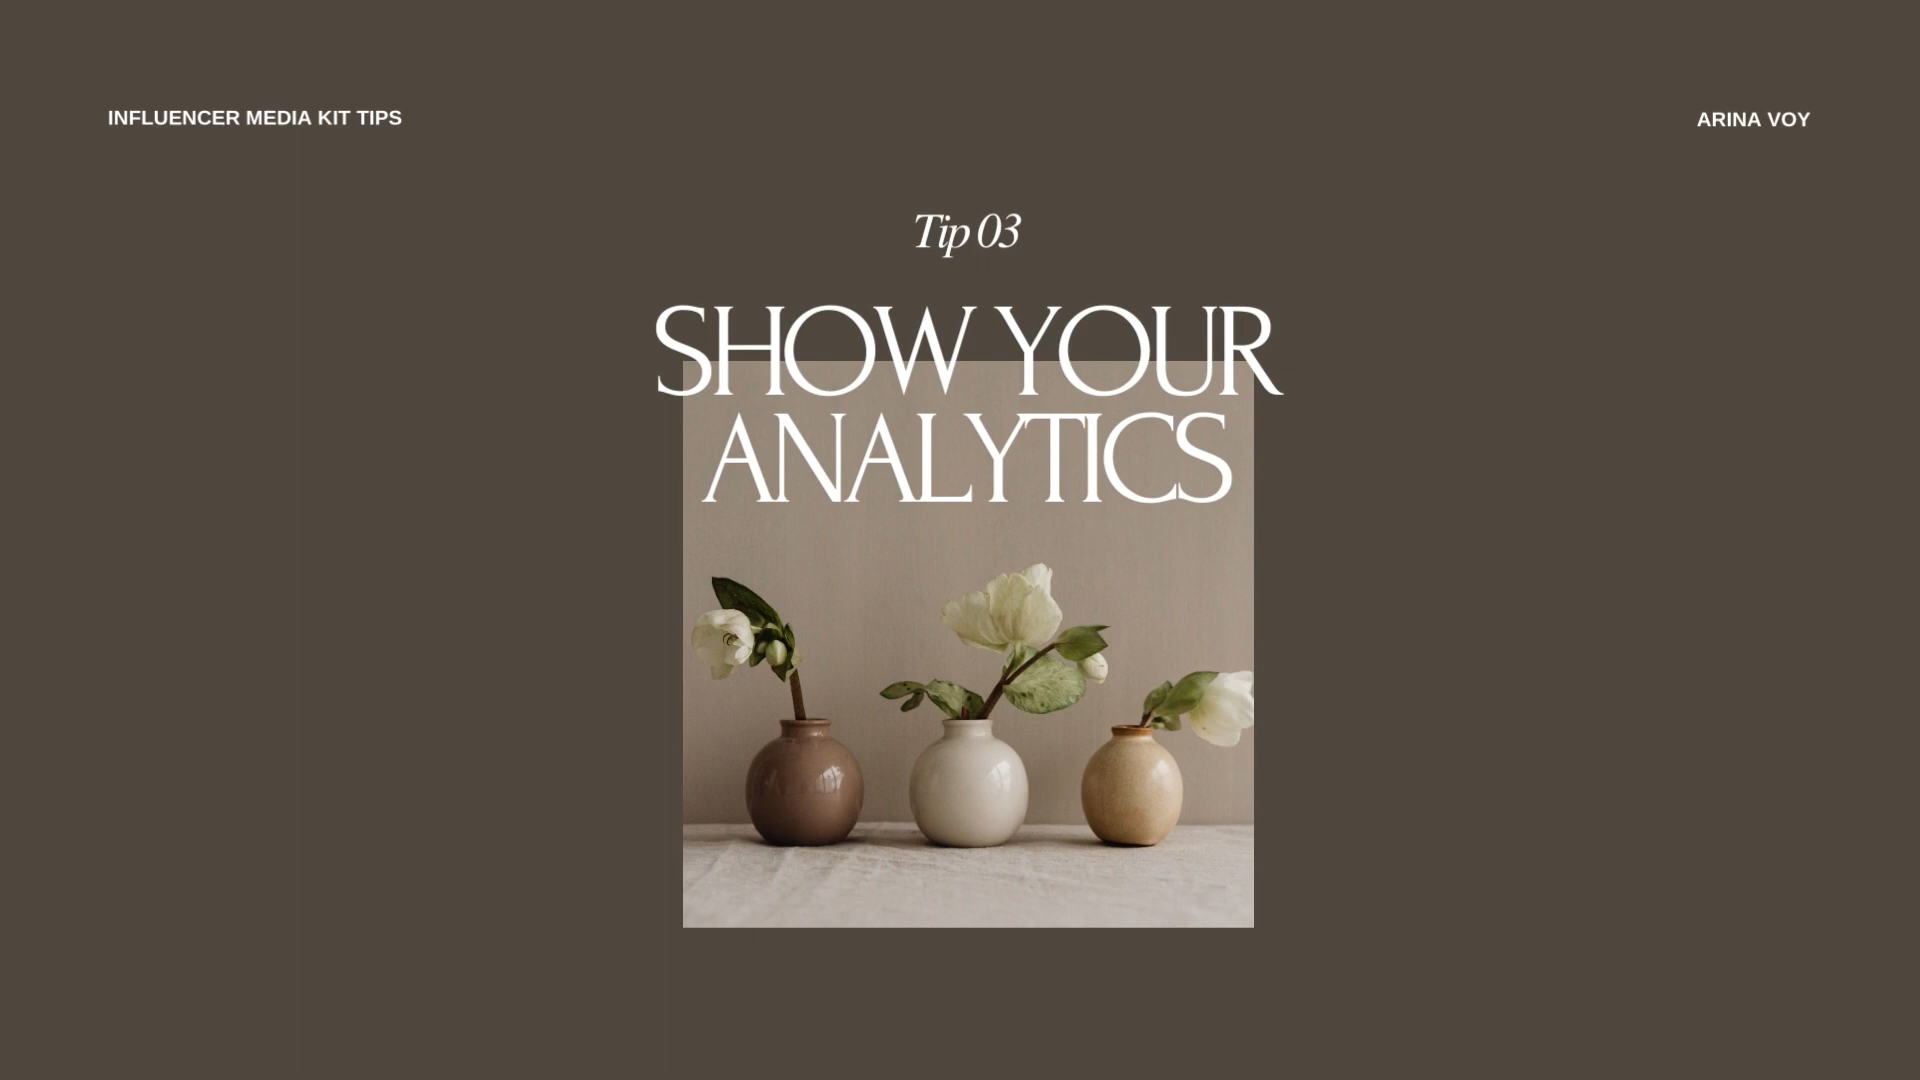 INFLUENCER MEDIA KIT TIPS
ARINA VOY
Tip 03
SHOW YOUR
ANALYTICS